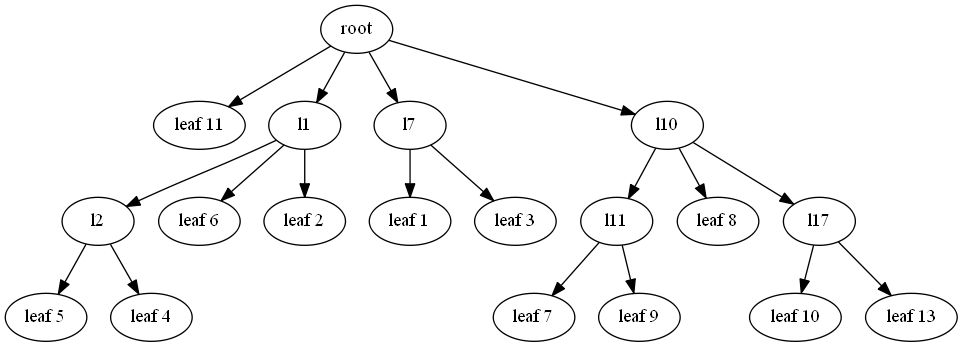 root
leaf 11
l1
l7
l10
l2
leaf 6
leaf 2
leaf 1
leaf 3
l11
leaf 8
l17
leaf 5
leaf 4
leaf 7
leaf 9
leaf 10
leaf 13